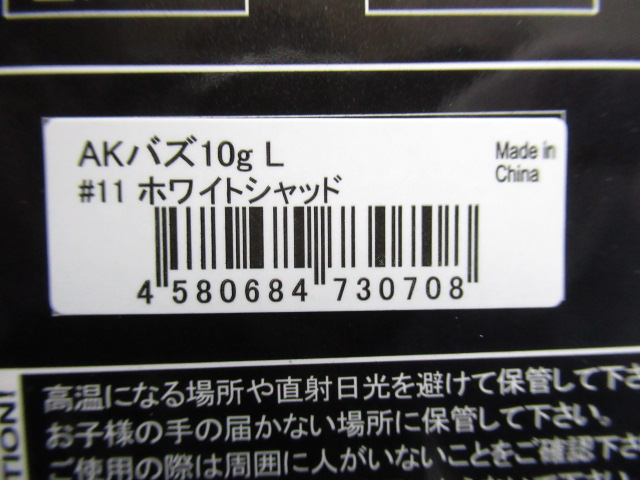 AKバズ10g L
#11 ホワイトシャッド
Made in
China
4 580684 730708
高温になる場所や直射日光を避けて保管して下さ
お子様の手の届かない場所に保管して下さい。
ご使用の際は周囲に人がいないことをご確認下さ